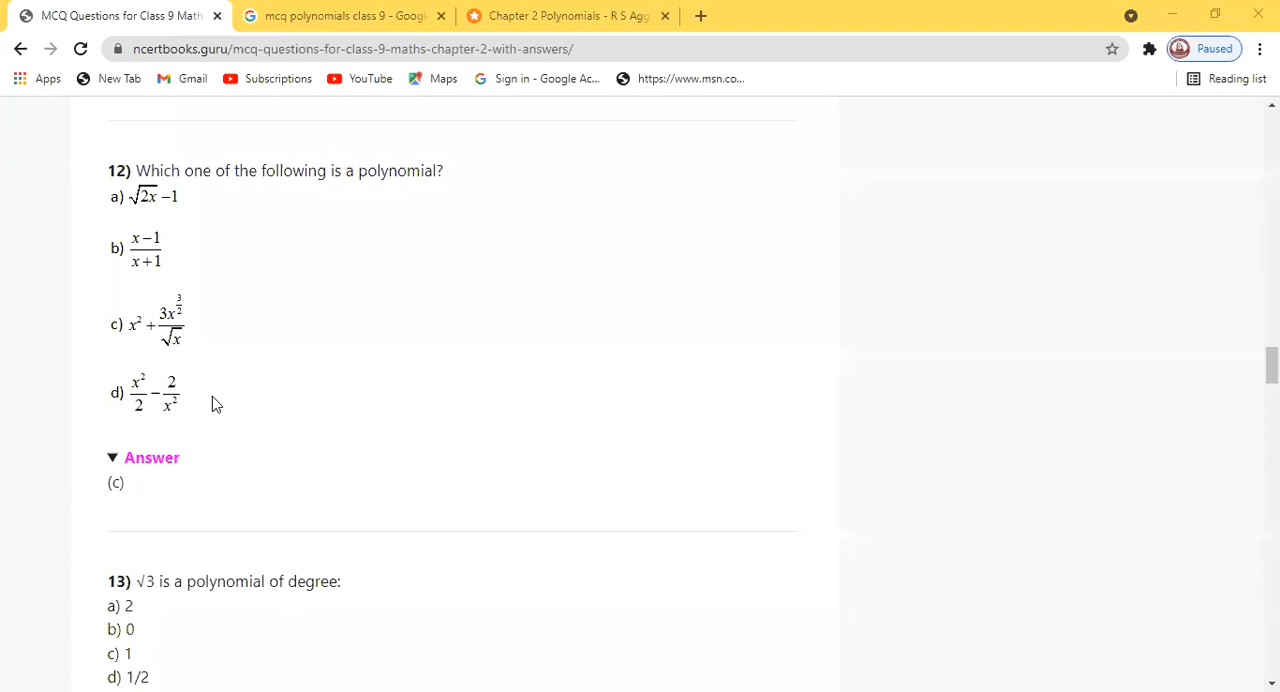 MCQ Questions for Class 9 Math
mcq polynomials class 9 - Googl
Chapter 2 Polynomials - R S Agg
ncertbooks.guru/mcq-questions-for-class-9-maths-chapter-2-with-answers/
Paused
Apps New Tab Gmail Subscriptions YouTube Maps Sign in - Google Ac... https://www.msn.co... Reading list
12) Which one of the following is a polynomial?
a) √2x −1
b) (x−1)/(x+1)
c) x² + 3x^(3/2)/√x
d) x²/2 − 2/x²
Answer
(c)
13) √3 is a polynomial of degree:
a) 2
b) 0
c) 1
d) 1/2